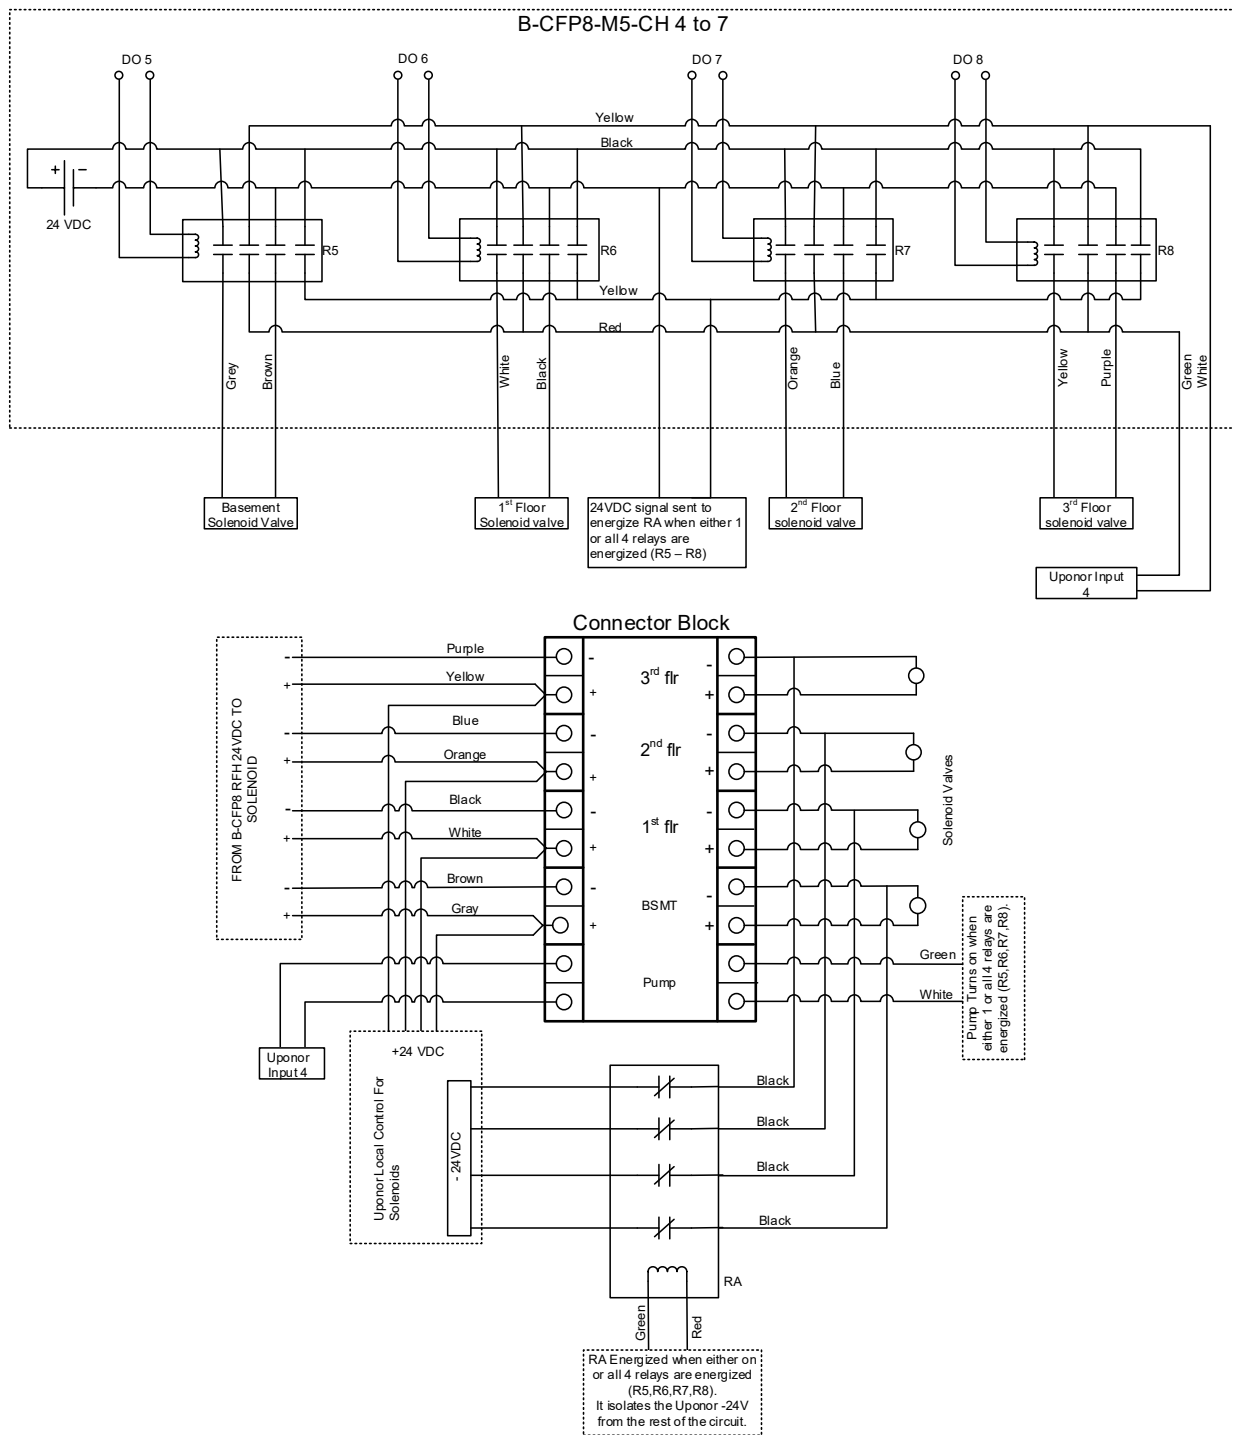 B-CFP8-M5-CH 4 to 7
DO 5
DO 6
DO 7
DO 8
Yellow
Black
+
−
24 VDC
R5
R6
R7
R8
Yellow
Red
Grey
Brown
White
Black
Orange
Blue
Yellow
Purple
Green
White
Basement
Solenoid Valve
1st Floor
Solenoid valve
24VDC signal sent to
energize RA when either 1
or all 4 relays are
energized (R5 – R8)
2nd Floor
solenoid valve
3rd Floor
solenoid valve
Uponor Input
4
Connector Block
FROM B-CFP8 RFH 24VDC TO
SOLENOID
-
Purple
-
3rd flr
-
+
Yellow
+
+
-
Blue
-
2nd flr
-
+
Orange
+
+
-
Black
-
1st flr
-
+
White
+
+
-
Brown
-
BSMT
-
+
Gray
+
+
Solenoid Valves
Pump
Green
White
Pump Turns on when
either 1 or all 4 relays are
energized (R5,R6,R7,R8).
Uponor
Input 4
+24 VDC
Uponor Local Control For
Solenoids
- 24VDC
Black
Black
Black
Black
RA
Green
Red
RA Energized when either on
or all 4 relays are energized
(R5,R6,R7,R8).
It isolates the Uponor -24V
from the rest of the circuit.